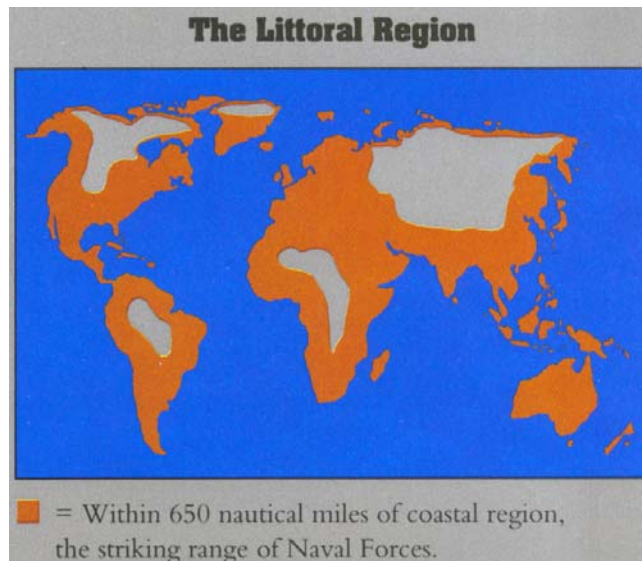 The Littoral Region
= Within 650 nautical miles of coastal region,
the striking range of Naval Forces.